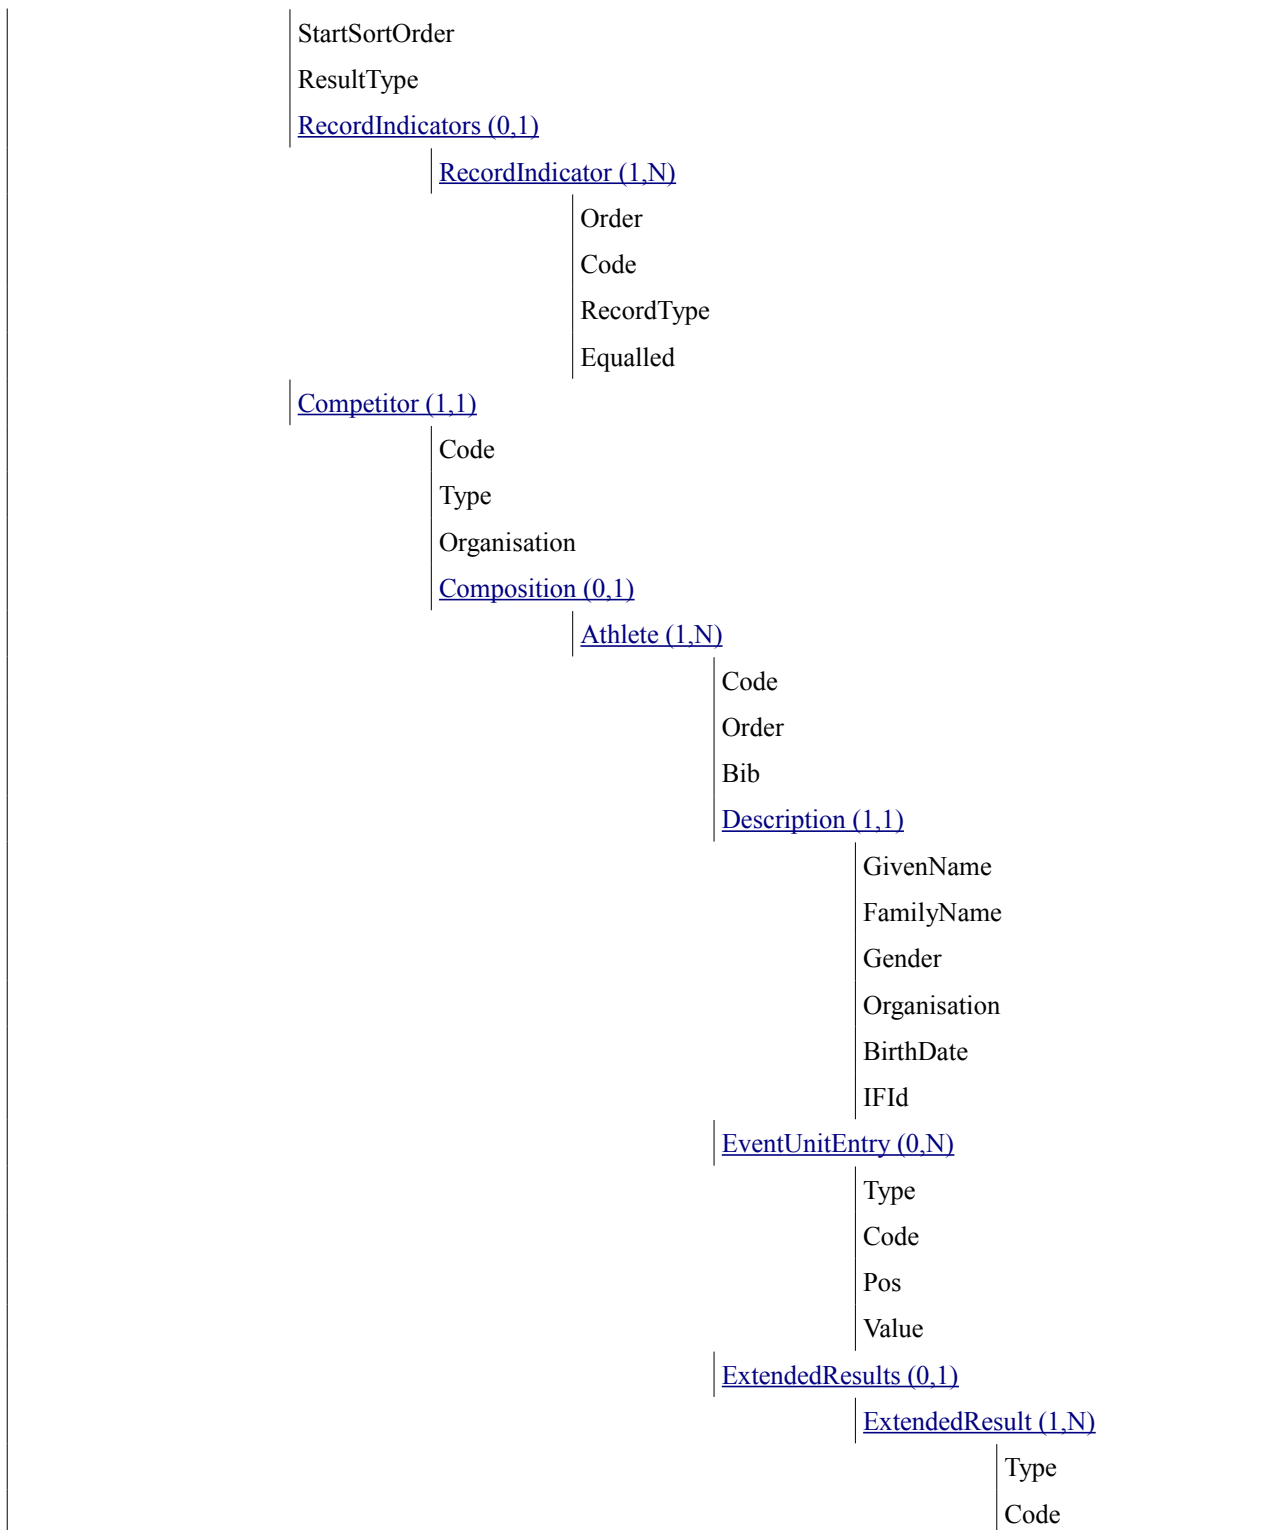 StartSortOrder
ResultType
RecordIndicators (0,1)
RecordIndicator (1,N)
Order
Code
RecordType
Equalled
Competitor (1,1)
Code
Type
Organisation
Composition (0,1)
Athlete (1,N)
Code
Order
Bib
Description (1,1)
GivenName
FamilyName
Gender
Organisation
BirthDate
IFId
EventUnitEntry (0,N)
Type
Code
Pos
Value
ExtendedResults (0,1)
ExtendedResult (1,N)
Type
Code